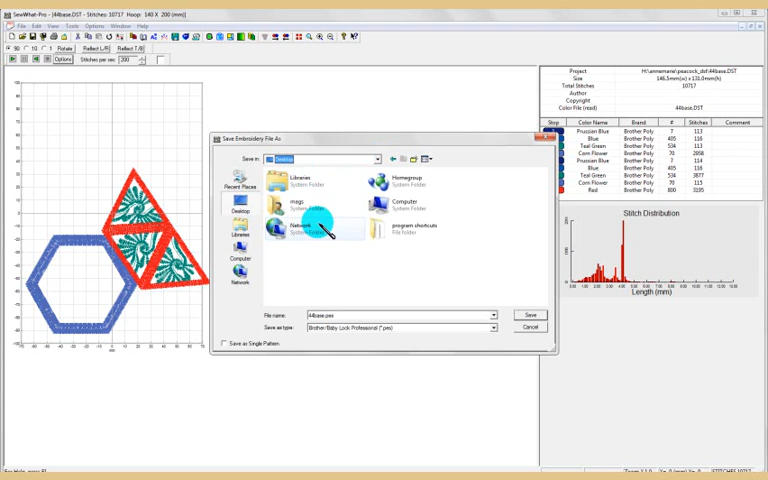 SewWhat-Pro - [44base.DST - Stitches: 10717 Hoop: 140 X 200 (mm)]
File Edit View Tools Options Window Help
90 10 1 Rotate Reflect L/R Reflect T/B
Options Stitches per sec 200
Project H:\annemarie\peacock_dst\44base.DST
Size 146.5mm(w) x 131.0mm(h)
Total Stitches 10717
Author
Copyright
Color File (read) 44base.DST
Stop Color Name Brand # Stitches Comment
Prussian Blue Brother Poly 7 113
Blue Brother Poly 405 116
Teal Green Brother Poly 534 113
Corn Flower Brother Poly 70 2858
Prussian Blue Brother Poly 7 114
Blue Brother Poly 405 116
Teal Green Brother Poly 534 3877
Corn Flower Brother Poly 70 115
Red Brother Poly 800 3195
Stitch Distribution
Length (mm)
Save Embroidery File As
Save in: Desktop
Recent Places
Desktop
Libraries
Computer
Network
Libraries
System Folder
Homegroup
System Folder
msgs
System Folder
Computer
System Folder
Network
System Folder
program shortcuts
File folder
File name: 44base.pes Save
Save as type: Brother/Baby Lock Professional (*.pes) Cancel
Save as Single Pattern